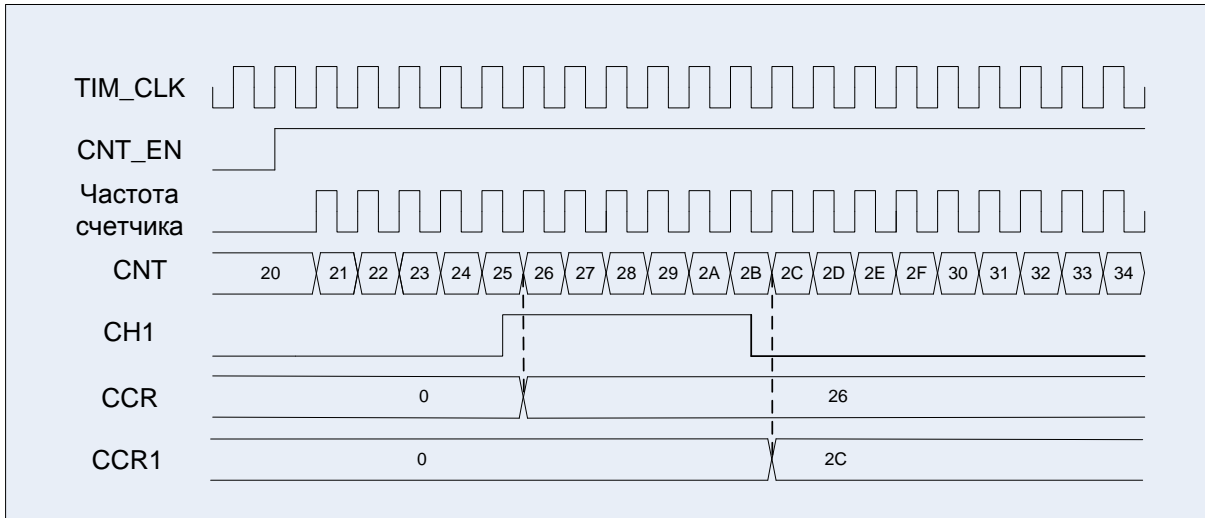 TIM_CLK
CNT_EN
Частота
счетчика
CNT 20 21 22 23 24 25 26 27 28 29 2A 2B 2C 2D 2E 2F 30 31 32 33 34
CH1
CCR 0 26
CCR1 0 2C